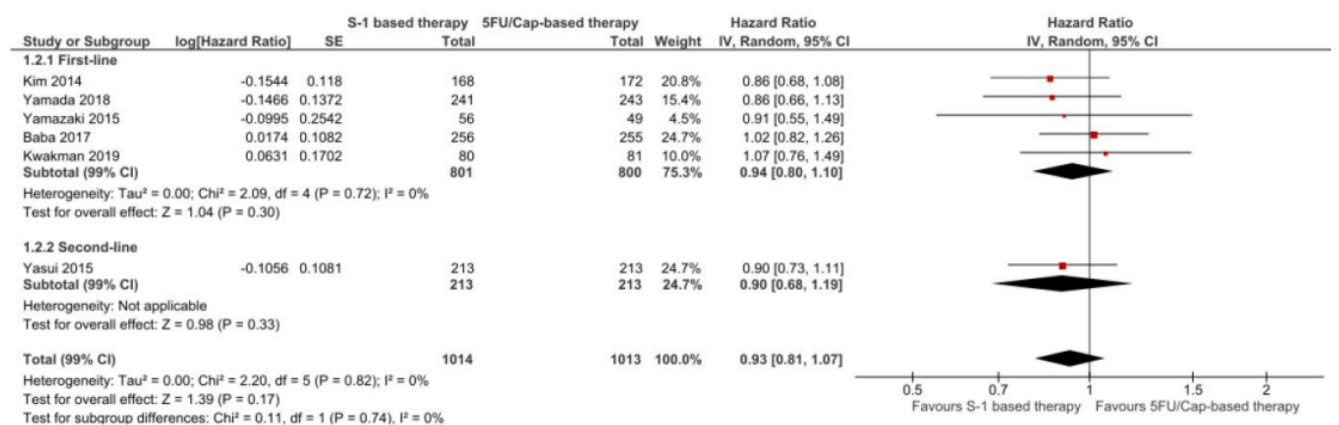 S-1 based therapy 5FU/Cap-based therapy Hazard Ratio Hazard Ratio
Study or Subgroup log[Hazard Ratio] SE Total Total Weight IV, Random, 95% CI IV, Random, 95% CI
1.2.1 First-line
Kim 2014 -0.1544 0.118 168 172 20.8% 0.86 [0.68, 1.08]
Yamada 2018 -0.1466 0.1372 241 243 15.4% 0.86 [0.66, 1.13]
Yamazaki 2015 -0.0995 0.2542 56 49 4.5% 0.91 [0.55, 1.49]
Baba 2017 0.0174 0.1082 256 255 24.7% 1.02 [0.82, 1.26]
Kwakman 2019 0.0631 0.1702 80 81 10.0% 1.07 [0.76, 1.49]
Subtotal (99% CI) 801 800 75.3% 0.94 [0.80, 1.10]
Heterogeneity: Tau² = 0.00; Chi² = 2.09, df = 4 (P = 0.72); I² = 0%
Test for overall effect: Z = 1.04 (P = 0.30)
1.2.2 Second-line
Yasui 2015 -0.1056 0.1081 213 213 24.7% 0.90 [0.73, 1.11]
Subtotal (99% CI) 213 213 24.7% 0.90 [0.68, 1.19]
Heterogeneity: Not applicable
Test for overall effect: Z = 0.98 (P = 0.33)
Total (99% CI) 1014 1013 100.0% 0.93 [0.81, 1.07]
Heterogeneity: Tau² = 0.00; Chi² = 2.20, df = 5 (P = 0.82); I² = 0%
Test for overall effect: Z = 1.39 (P = 0.17)
Test for subgroup differences: Chi² = 0.11, df = 1 (P = 0.74), I² = 0%
0.5 0.7 1 1.5 2
Favours S-1 based therapy Favours 5FU/Cap-based therapy